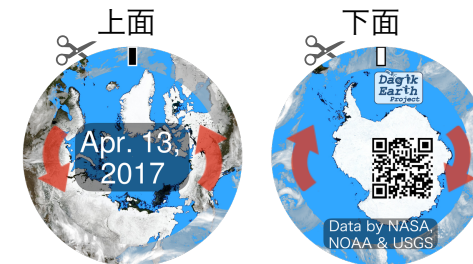 上面
下面
Dagik
Earth
Project
Apr. 13,
2017
Data by NASA,
NOAA & USGS